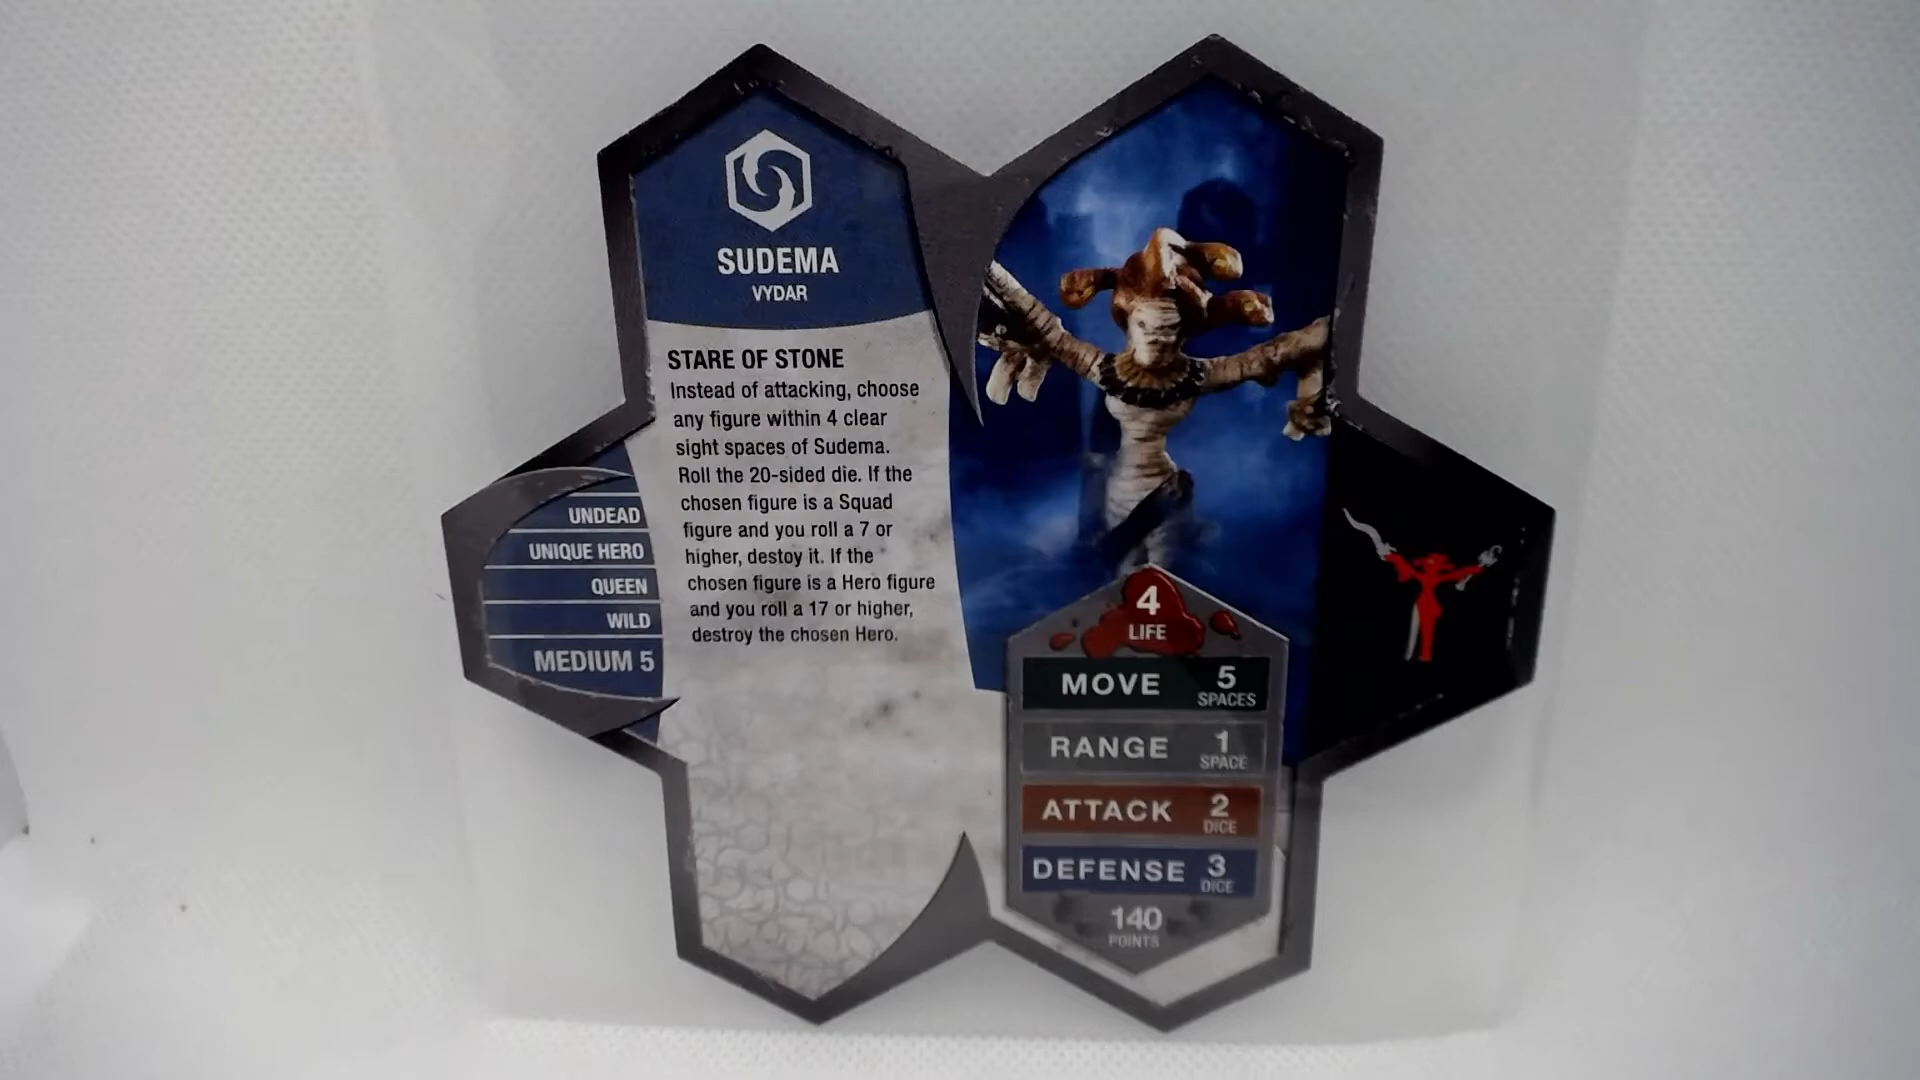 SUDEMA
VYDAR
STARE OF STONE
Instead of attacking, choose
any figure within 4 clear
sight spaces of Sudema.
Roll the 20-sided die. If the
chosen figure is a Squad
figure and you roll a 7 or
higher, destoy it. If the
chosen figure is a Hero figure
and you roll a 17 or higher,
destroy the chosen Hero.
UNDEAD
UNIQUE HERO
QUEEN
WILD
MEDIUM 5
4
LIFE
MOVE 5
SPACES
RANGE 1
SPACE
ATTACK 2
DICE
DEFENSE 3
DICE
140
POINTS